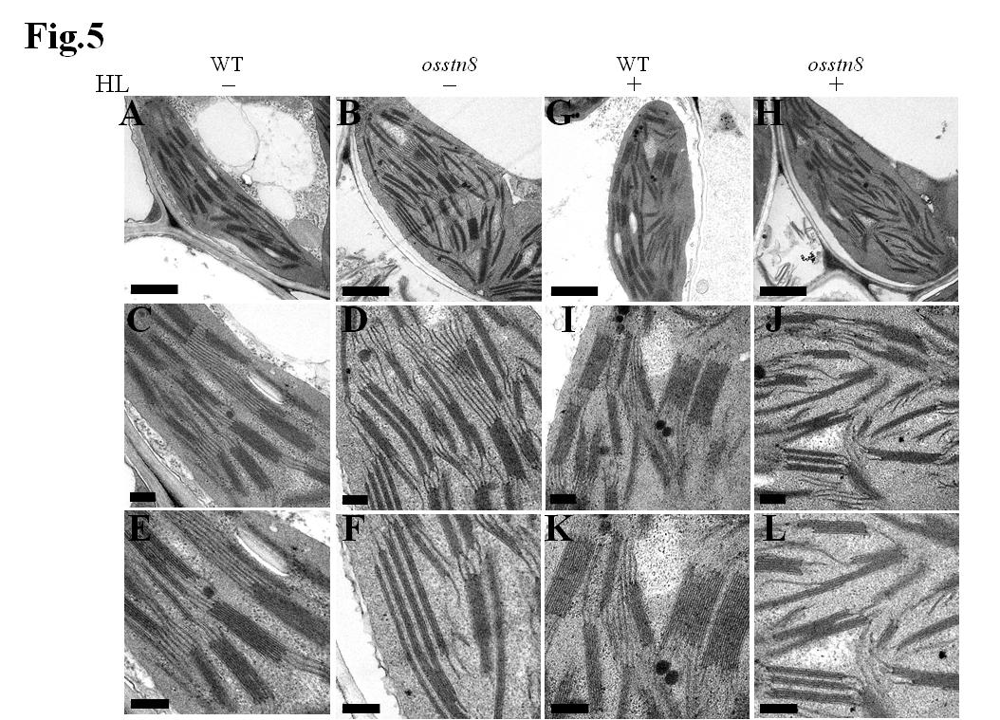 Fig.5
WT osstn8 WT osstn8
HL – – + +
A B G H
C D I J
E F K L